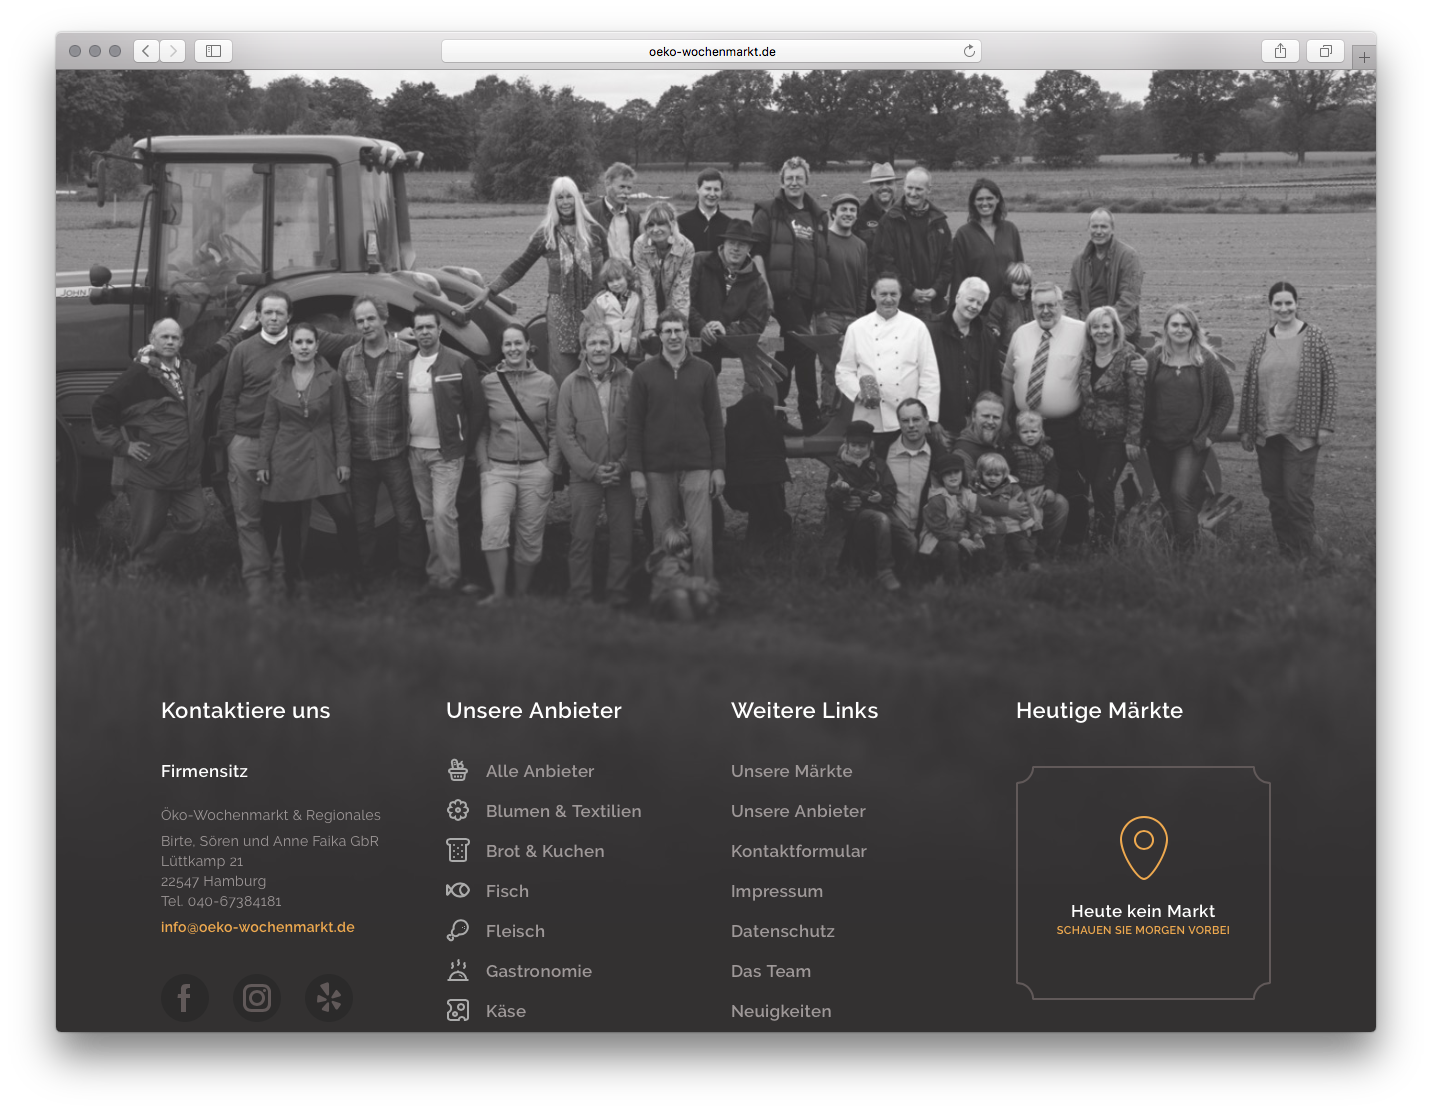 oeko-wochenmarkt.de
JOHN
Kontaktiere uns
Firmensitz
Öko-Wochenmarkt & Regionales
Birte, Sören und Anne Faika GbR
Lüttkamp 21
22547 Hamburg
Tel. 040-67384181
info@oeko-wochenmarkt.de
Unsere Anbieter
Alle Anbieter
Blumen & Textilien
Brot & Kuchen
Fisch
Fleisch
Gastronomie
Käse
Weitere Links
Unsere Märkte
Unsere Anbieter
Kontaktformular
Impressum
Datenschutz
Das Team
Neuigkeiten
Heutige Märkte
Heute kein Markt
SCHAUEN SIE MORGEN VORBEI